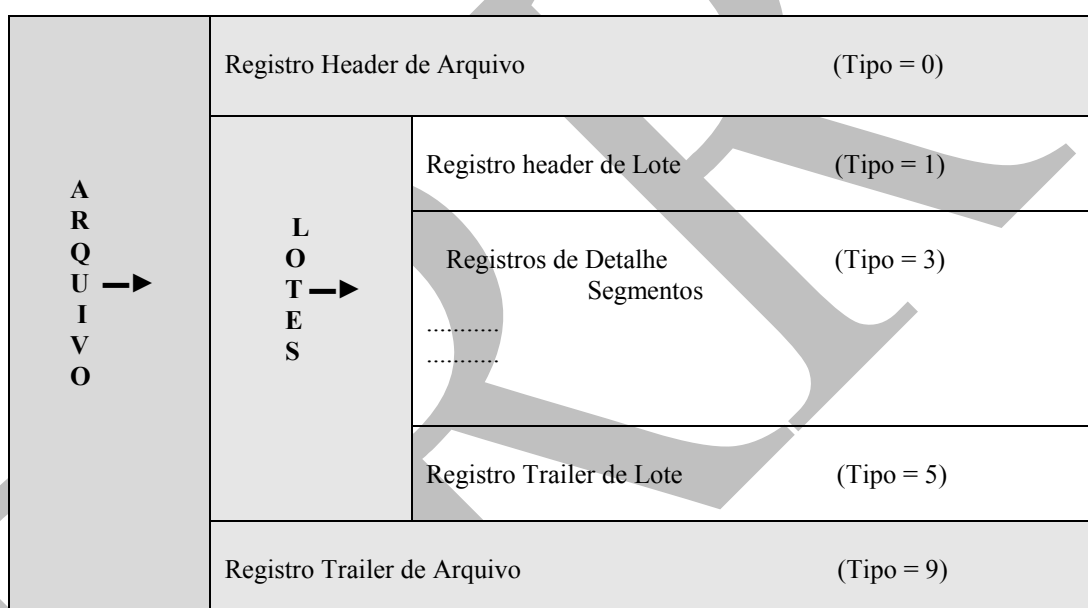 Registro Header de Arquivo (Tipo = 0)
A
R
Q
U
I
V
O
L
O
T
E
S
Registro header de Lote (Tipo = 1)
Registros de Detalhe (Tipo = 3)
Segmentos
...........
...........
Registro Trailer de Lote (Tipo = 5)
Registro Trailer de Arquivo (Tipo = 9)